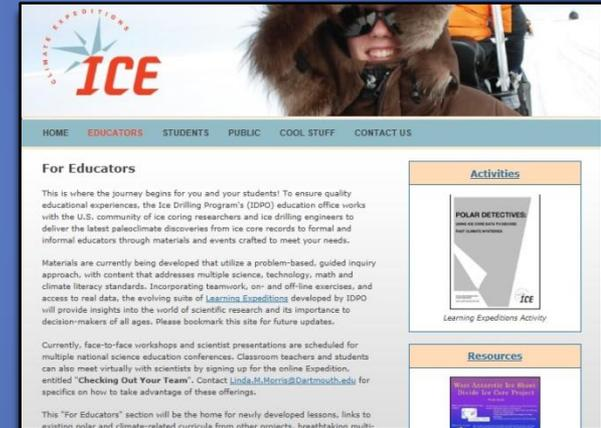 CLIMATE EXPEDITIONS
ICE
HOME EDUCATORS STUDENTS PUBLIC COOL STUFF CONTACT US
For Educators
This is where the journey begins for you and your students! To ensure quality
educational experiences, the Ice Drilling Program's (IDPO) education office works
with the U.S. community of ice coring researchers and ice drilling engineers to
deliver the latest paleoclimate discoveries from ice core records to formal and
informal educators through materials and events crafted to meet your needs.
Materials are currently being developed that utilize a problem-based, guided inquiry
approach, with content that addresses multiple science, technology, math and
climate literacy standards. Incorporating teamwork, on- and off-line exercises, and
access to real data, the evolving suite of Learning Expeditions developed by IDPO
will provide insights into the world of scientific research and its importance to
decision-makers of all ages. Please bookmark this site for future updates.
Currently, face-to-face workshops and scientist presentations are scheduled for
multiple national science education conferences. Classroom teachers and students
can also meet virtually with scientists by signing up for the online Expedition,
entitled "Checking Out Your Team". Contact Linda.M.Morris@Dartmouth.edu for
specifics on how to take advantage of these offerings.
This "For Educators" section will be the home for newly developed lessons, links to
existing polar and climate-related curricula from other projects, breathtaking multi-
Activities
POLAR DETECTIVES:
USING ICE CORE DATA TO DECODE
PAST CLIMATE MYSTERIES
ICE
Learning Expeditions Activity
Resources
West Antarctic Ice Sheet
Divide Ice Core Project